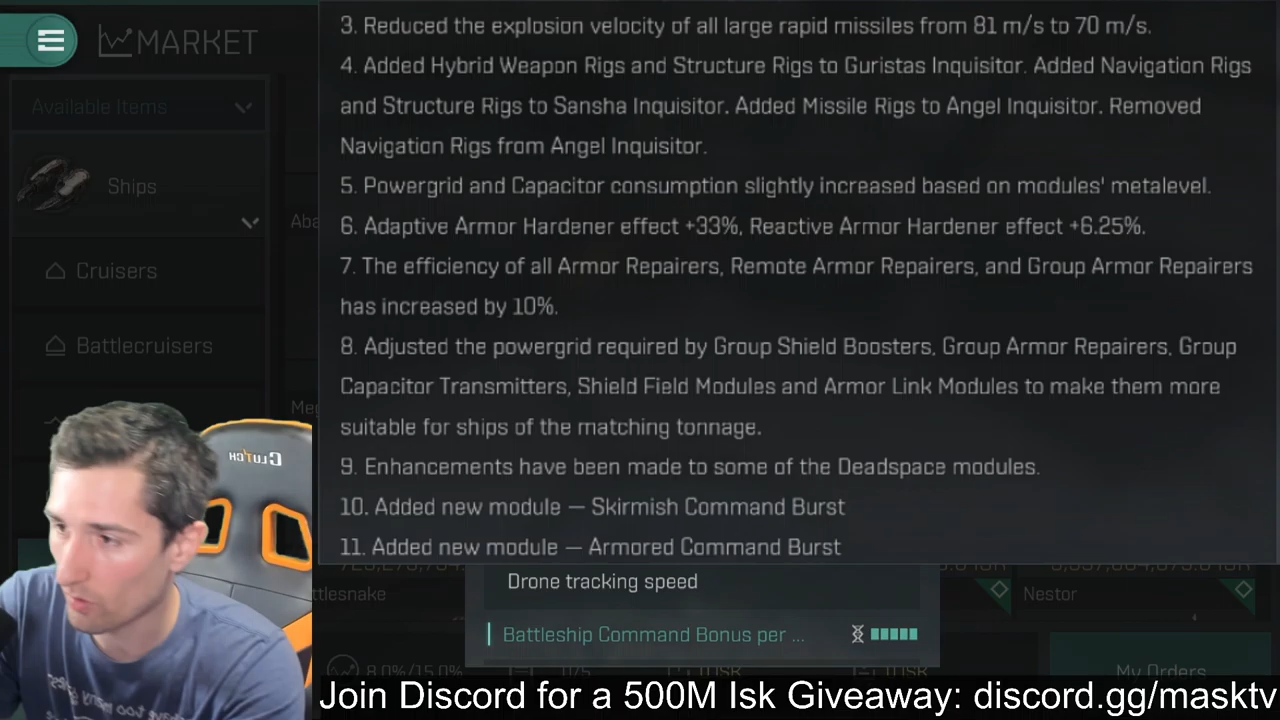 MARKET
Available Items
Ships
Aba
Cruisers
Battlecruisers
Meg
3. Reduced the explosion velocity of all large rapid missiles from 81 m/s to 70 m/s.
4. Added Hybrid Weapon Rigs and Structure Rigs to Guristas Inquisitor. Added Navigation Rigs
and Structure Rigs to Sansha Inquisitor. Added Missile Rigs to Angel Inquisitor. Removed
Navigation Rigs from Angel Inquisitor.
5. Powergrid and Capacitor consumption slightly increased based on modules' metalevel.
6. Adaptive Armor Hardener effect +33%, Reactive Armor Hardener effect +6.25%.
7. The efficiency of all Armor Repairers, Remote Armor Repairers, and Group Armor Repairers
has increased by 10%.
8. Adjusted the powergrid required by Group Shield Boosters, Group Armor Repairers, Group
Capacitor Transmitters, Shield Field Modules and Armor Link Modules to make them more
suitable for ships of the matching tonnage.
9. Enhancements have been made to some of the Deadspace modules.
10. Added new module — Skirmish Command Burst
11. Added new module — Armored Command Burst
CLUTCH
Drone tracking speed
ttlesnake
Nestor
Battleship Command Bonus per ...
8.0%/15.0%
My Orders
Join Discord for a 500M Isk Giveaway: discord.gg/masktv